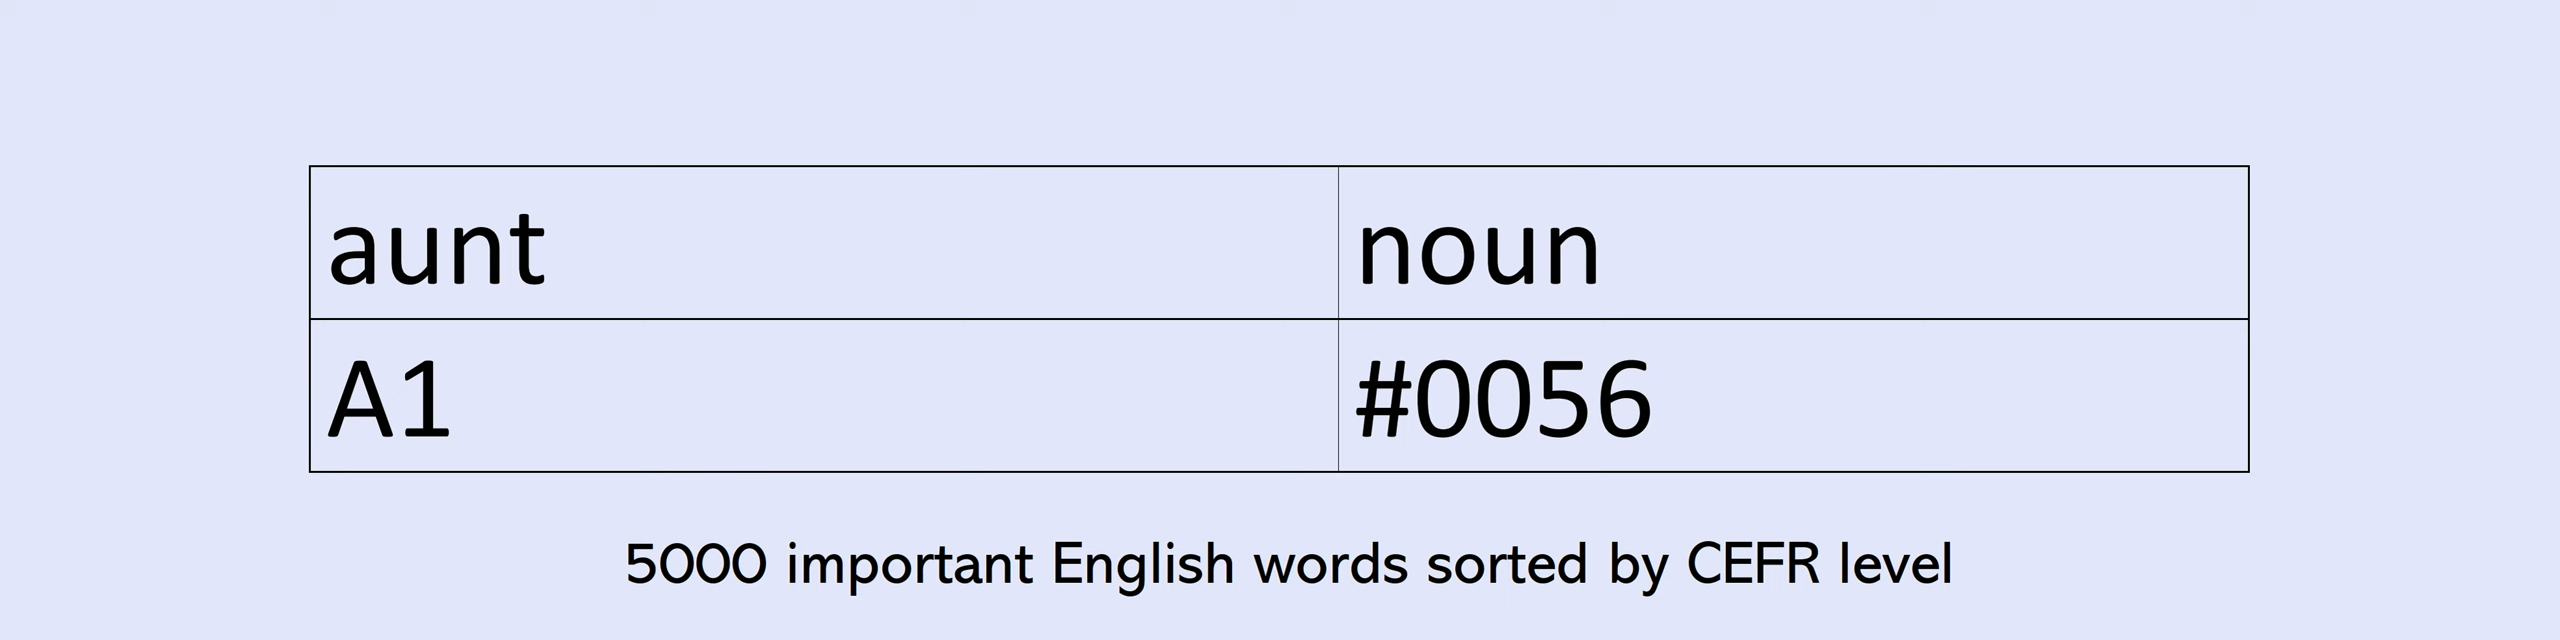 aunt noun
A1 #0056
5000 important English words sorted by CEFR level